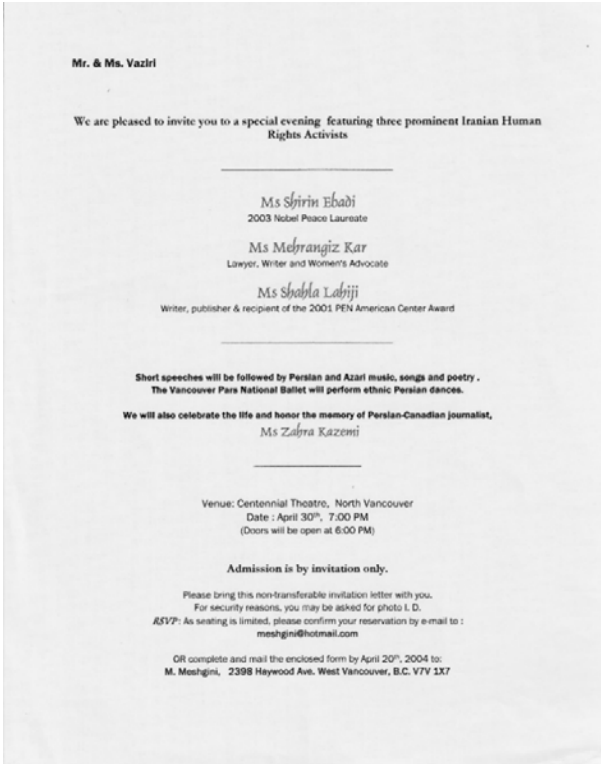 Mr. & Ms. Vaziri
We are pleased to invite you to a special evening featuring three prominent Iranian Human
Rights Activists
Ms Shirin Ebadi
2003 Nobel Peace Laureate
Ms Mehrangiz Kar
Lawyer, Writer and Women's Advocate
Ms Shahla Lahiji
Writer, publisher & recipient of the 2001 PEN American Center Award
Short speeches will be followed by Persian and Azari music, songs and poetry .
The Vancouver Pars National Ballet will perform ethnic Persian dances.
We will also celebrate the life and honor the memory of Persian-Canadian journalist,
Ms Zahra Kazemi
Venue: Centennial Theatre, North Vancouver
Date : April 30th, 7:00 PM
(Doors will be open at 6:00 PM)
Admission is by invitation only.
Please bring this non-transferable invitation letter with you.
For security reasons, you may be asked for photo I. D.
RSVP: As seating is limited, please confirm your reservation by e-mail to :
meshgini@hotmail.com
OR complete and mail the enclosed form by April 20th, 2004 to:
M. Meshgini, 2398 Haywood Ave. West Vancouver, B.C. V7V 1X7